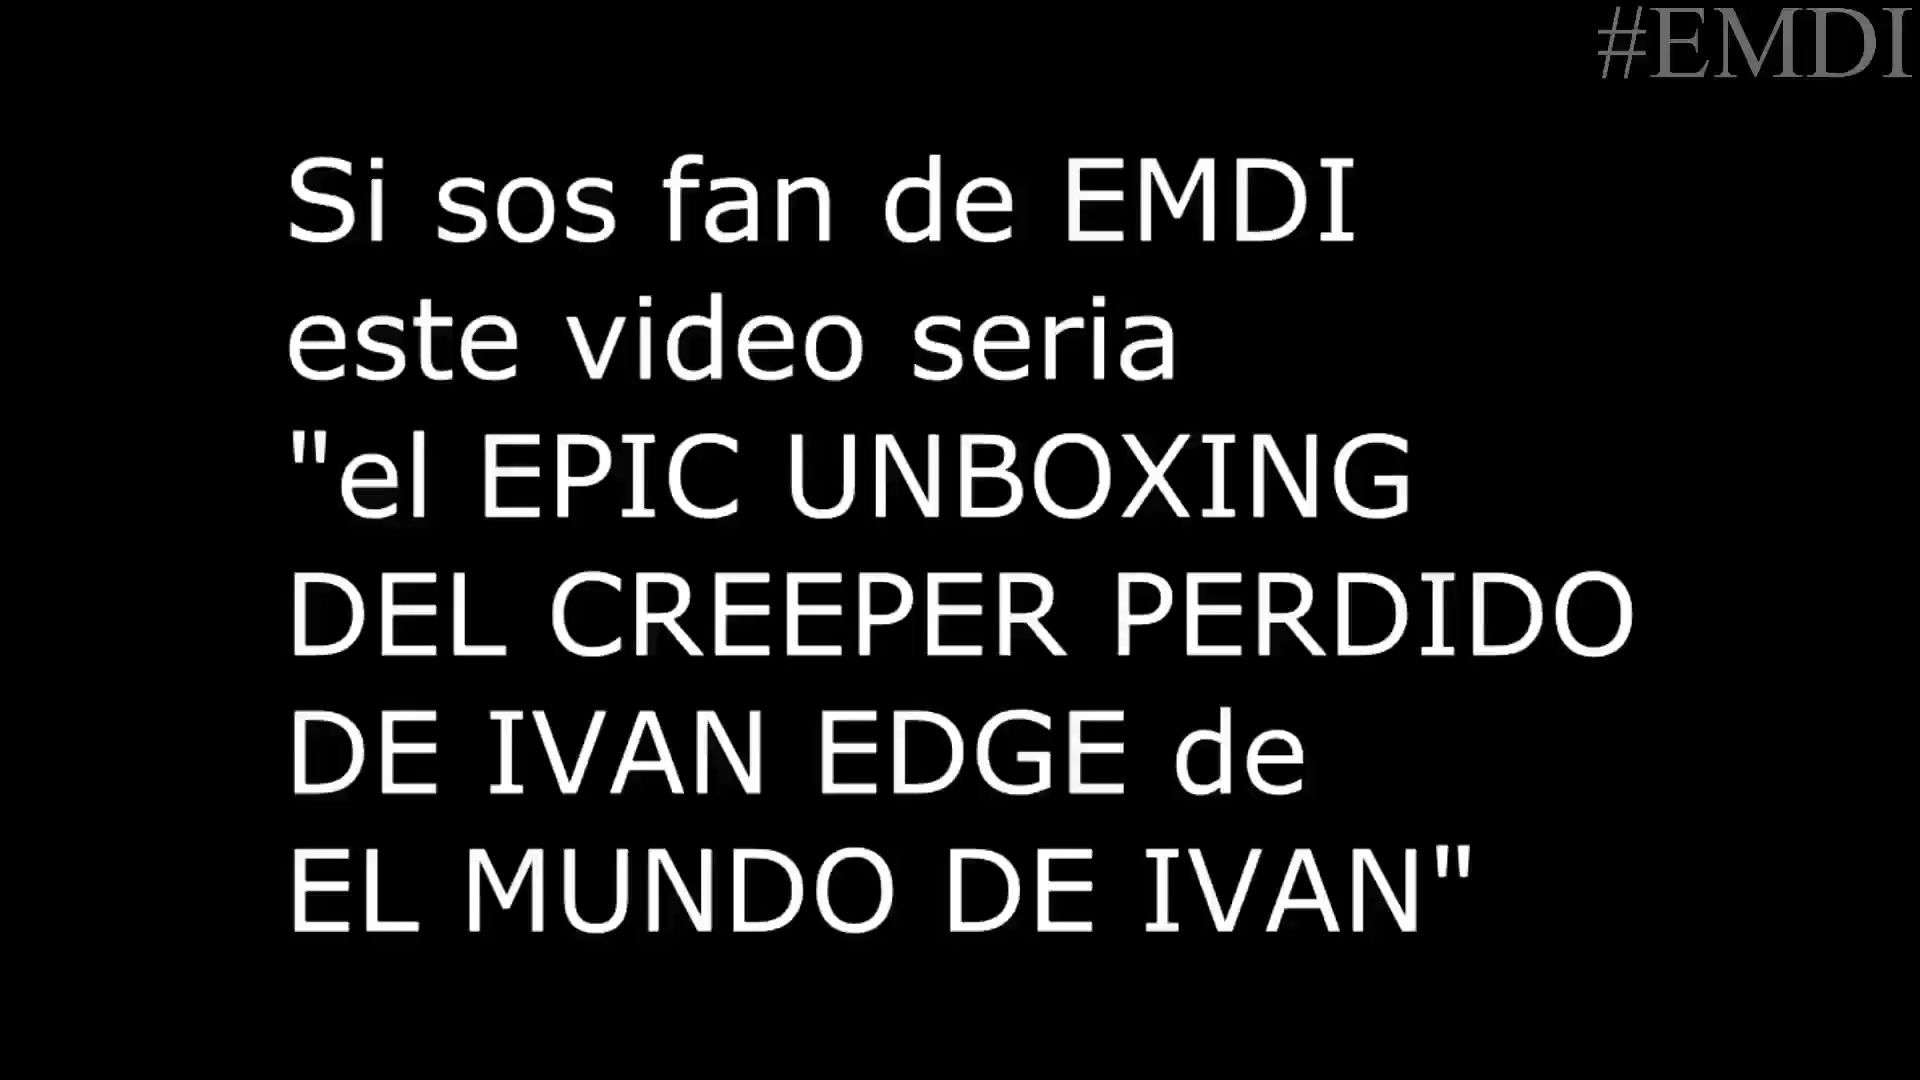 #EMDI
Si sos fan de EMDI
este video seria
"el EPIC UNBOXING
DEL CREEPER PERDIDO
DE IVAN EDGE de
EL MUNDO DE IVAN"